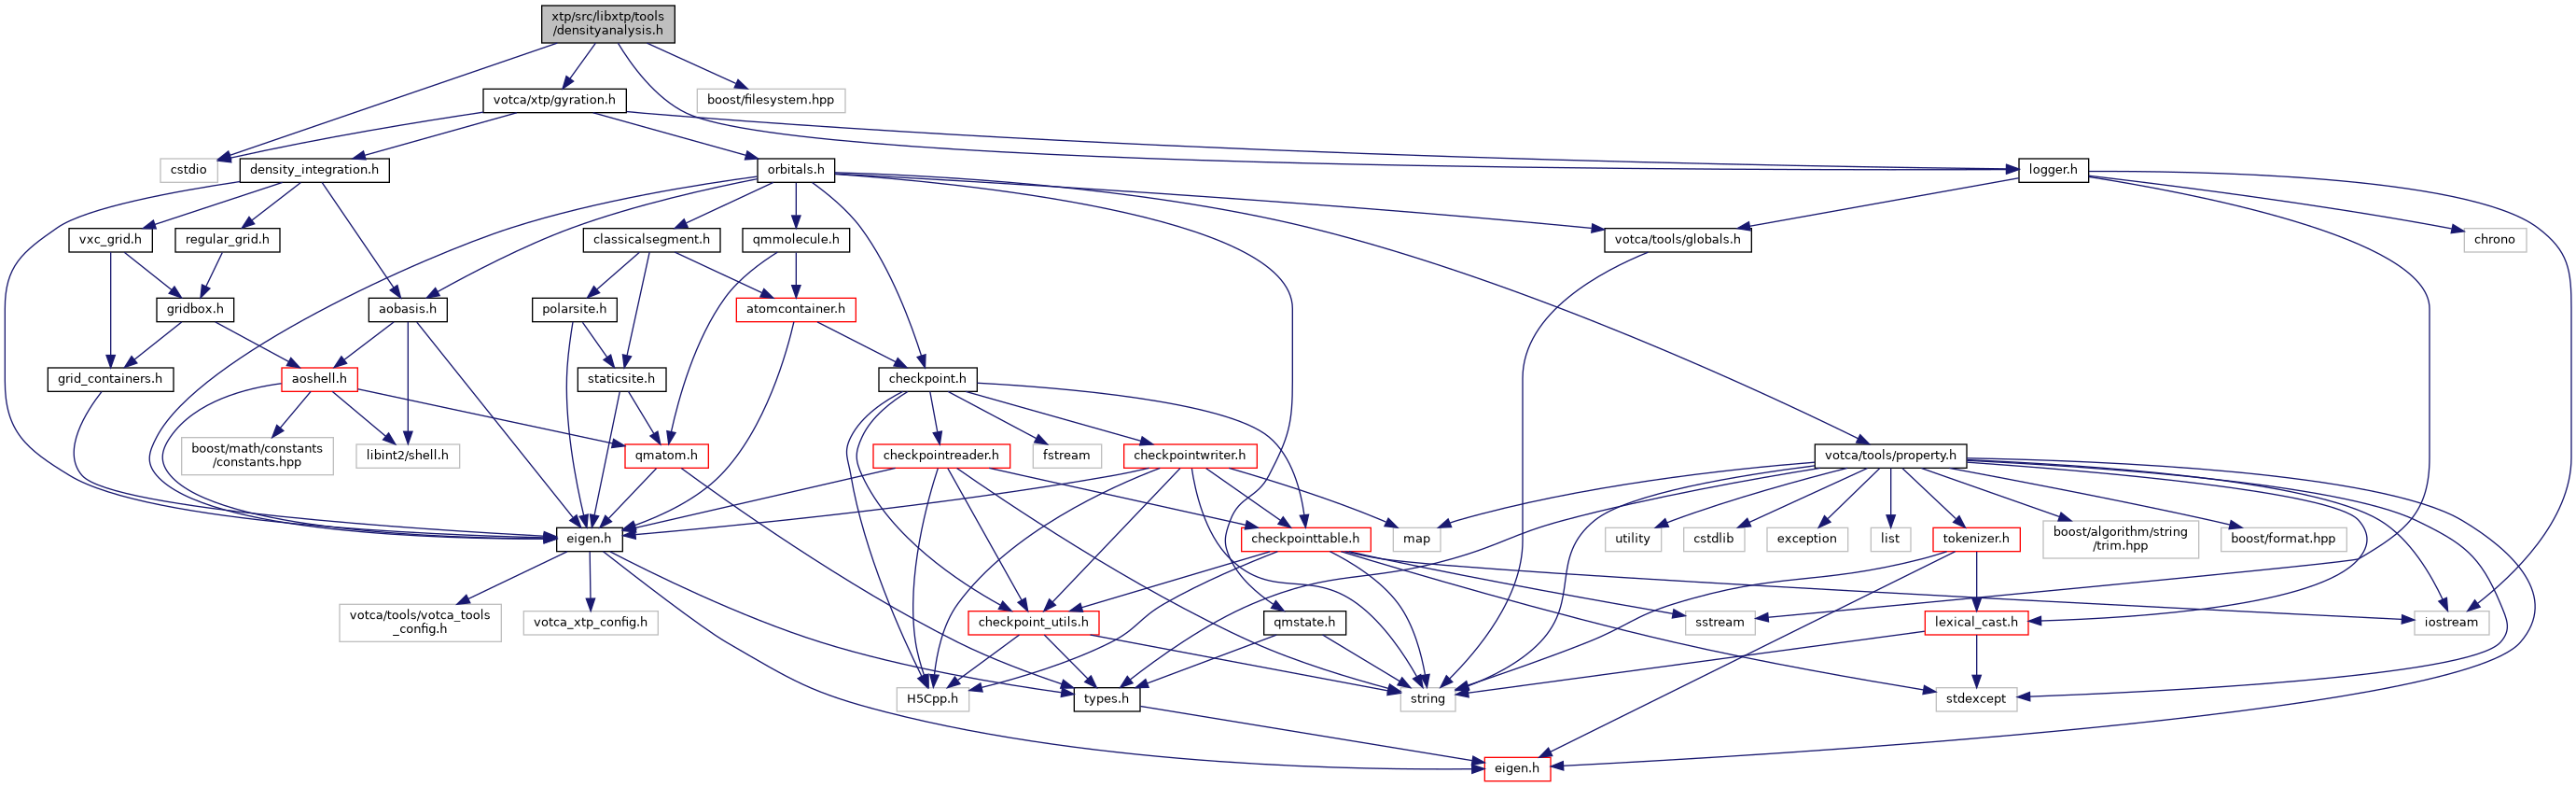 xtp/src/libxtp/tools
/densityanalysis.h
votca/xtp/gyration.h
boost/filesystem.hpp
cstdio
density_integration.h
orbitals.h
logger.h
vxc_grid.h
regular_grid.h
classicalsegment.h
qmmolecule.h
votca/tools/globals.h
chrono
gridbox.h
aobasis.h
polarsite.h
atomcontainer.h
grid_containers.h
aoshell.h
staticsite.h
checkpoint.h
boost/math/constants
/constants.hpp
libint2/shell.h
qmatom.h
checkpointreader.h
fstream
checkpointwriter.h
votca/tools/property.h
eigen.h
checkpointtable.h
map
utility
cstdlib
exception
list
tokenizer.h
boost/algorithm/string
/trim.hpp
boost/format.hpp
votca/tools/votca_tools
_config.h
votca_xtp_config.h
checkpoint_utils.h
qmstate.h
sstream
lexical_cast.h
iostream
H5Cpp.h
types.h
string
stdexcept
eigen.h